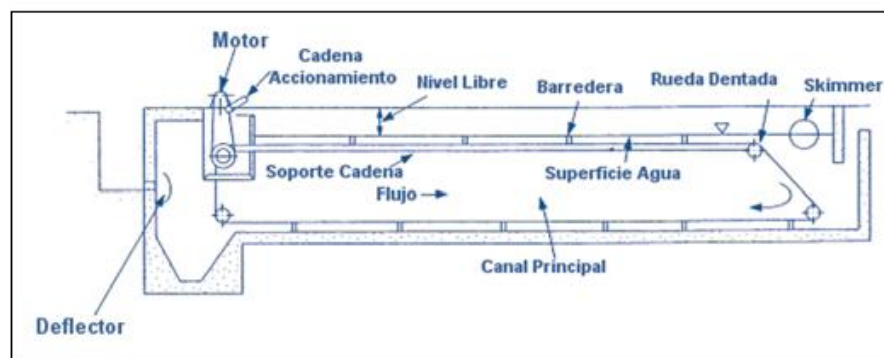 Motor
Cadena
Accionamiento
Nivel Libre
Barredera
Rueda Dentada
Skimmer
Soporte Cadena
Superficie Agua
Flujo
Canal Principal
Deflector